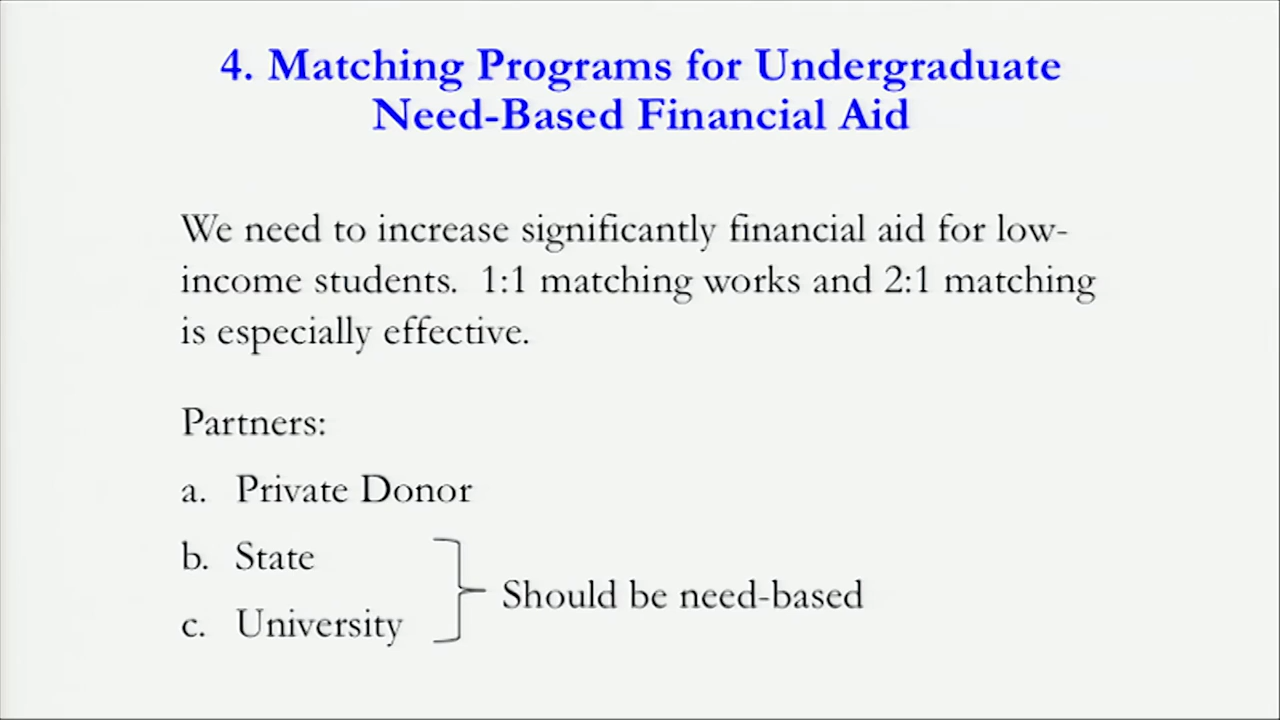 4. Matching Programs for Undergraduate
Need-Based Financial Aid
We need to increase significantly financial aid for low-
income students.  1:1 matching works and 2:1 matching
is especially effective.
Partners:
a. Private Donor
b. State
c. University
Should be need-based